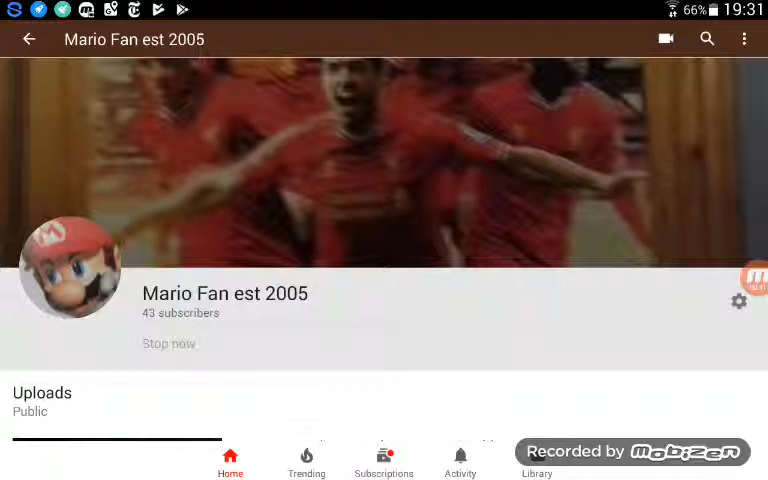 66% 19:31
Mario Fan est 2005
Mario Fan est 2005
43 subscribers
Stop now
Uploads
Public
Home
Trending
Subscriptions
Activity
Library
Recorded by mobizen